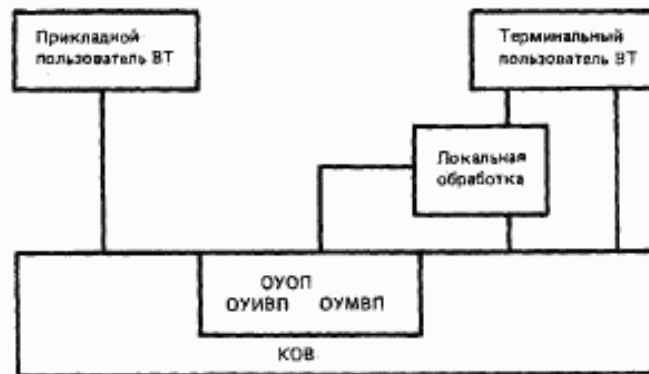 Прикладной
пользователь ВТ
Терминальный
пользователь ВТ
Локальная
обработка
ОУОП
ОУИВП ОУМВП
КОВ